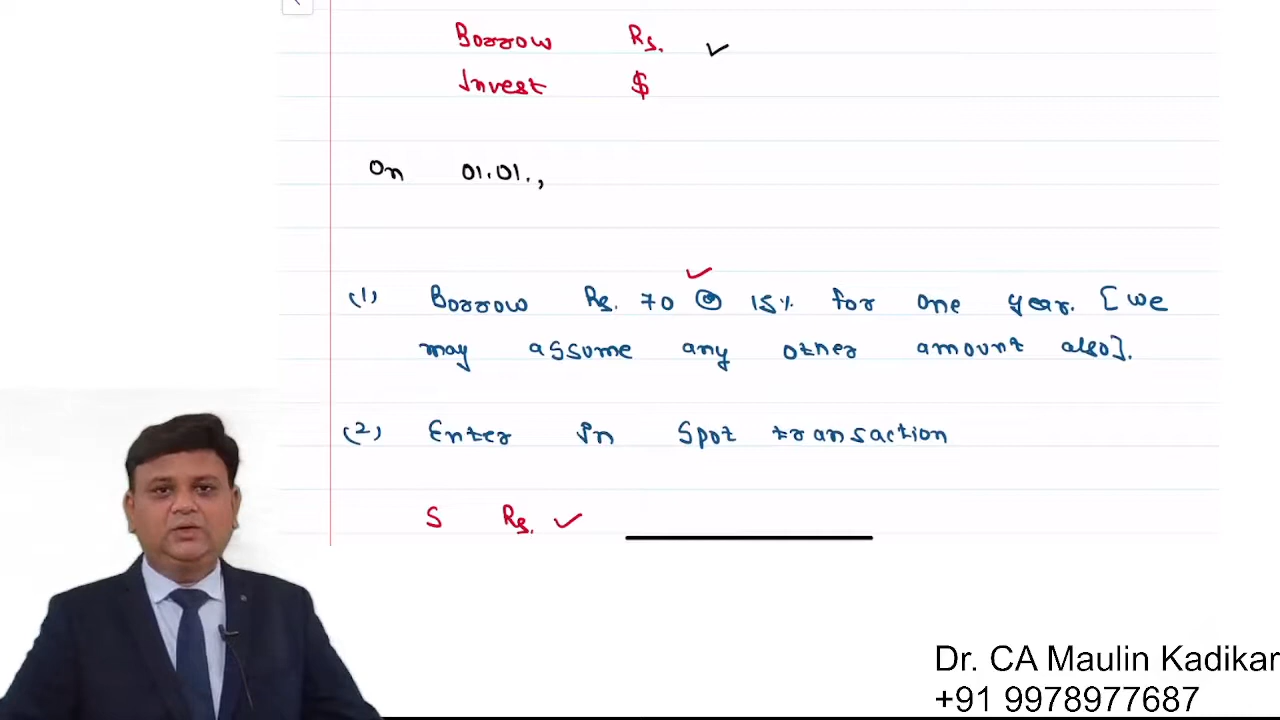 Borrow Rs. ✓
Invest $
On 01.01.,
(1) Borrow Rs. 70 @ 15% for one year. [we
may assume any other amount also].
(2) Enter in Spot transaction
S Rs. ✓
Dr. CA Maulin Kadikar
+91 9978977687